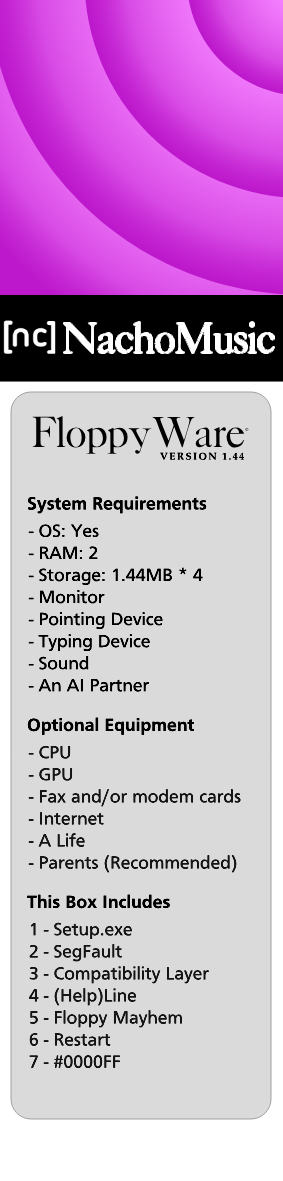 [nc] NachoMusic
FloppyWare
VERSION 1.44
System Requirements
- OS: Yes
- RAM: 2
- Storage: 1.44MB * 4
- Monitor
- Pointing Device
- Typing Device
- Sound
- An AI Partner
Optional Equipment
- CPU
- GPU
- Fax and/or modem cards
- Internet
- A Life
- Parents (Recommended)
This Box Includes
1 - Setup.exe
2 - SegFault
3 - Compatibility Layer
4 - (Help)Line
5 - Floppy Mayhem
6 - Restart
7 - #0000FF